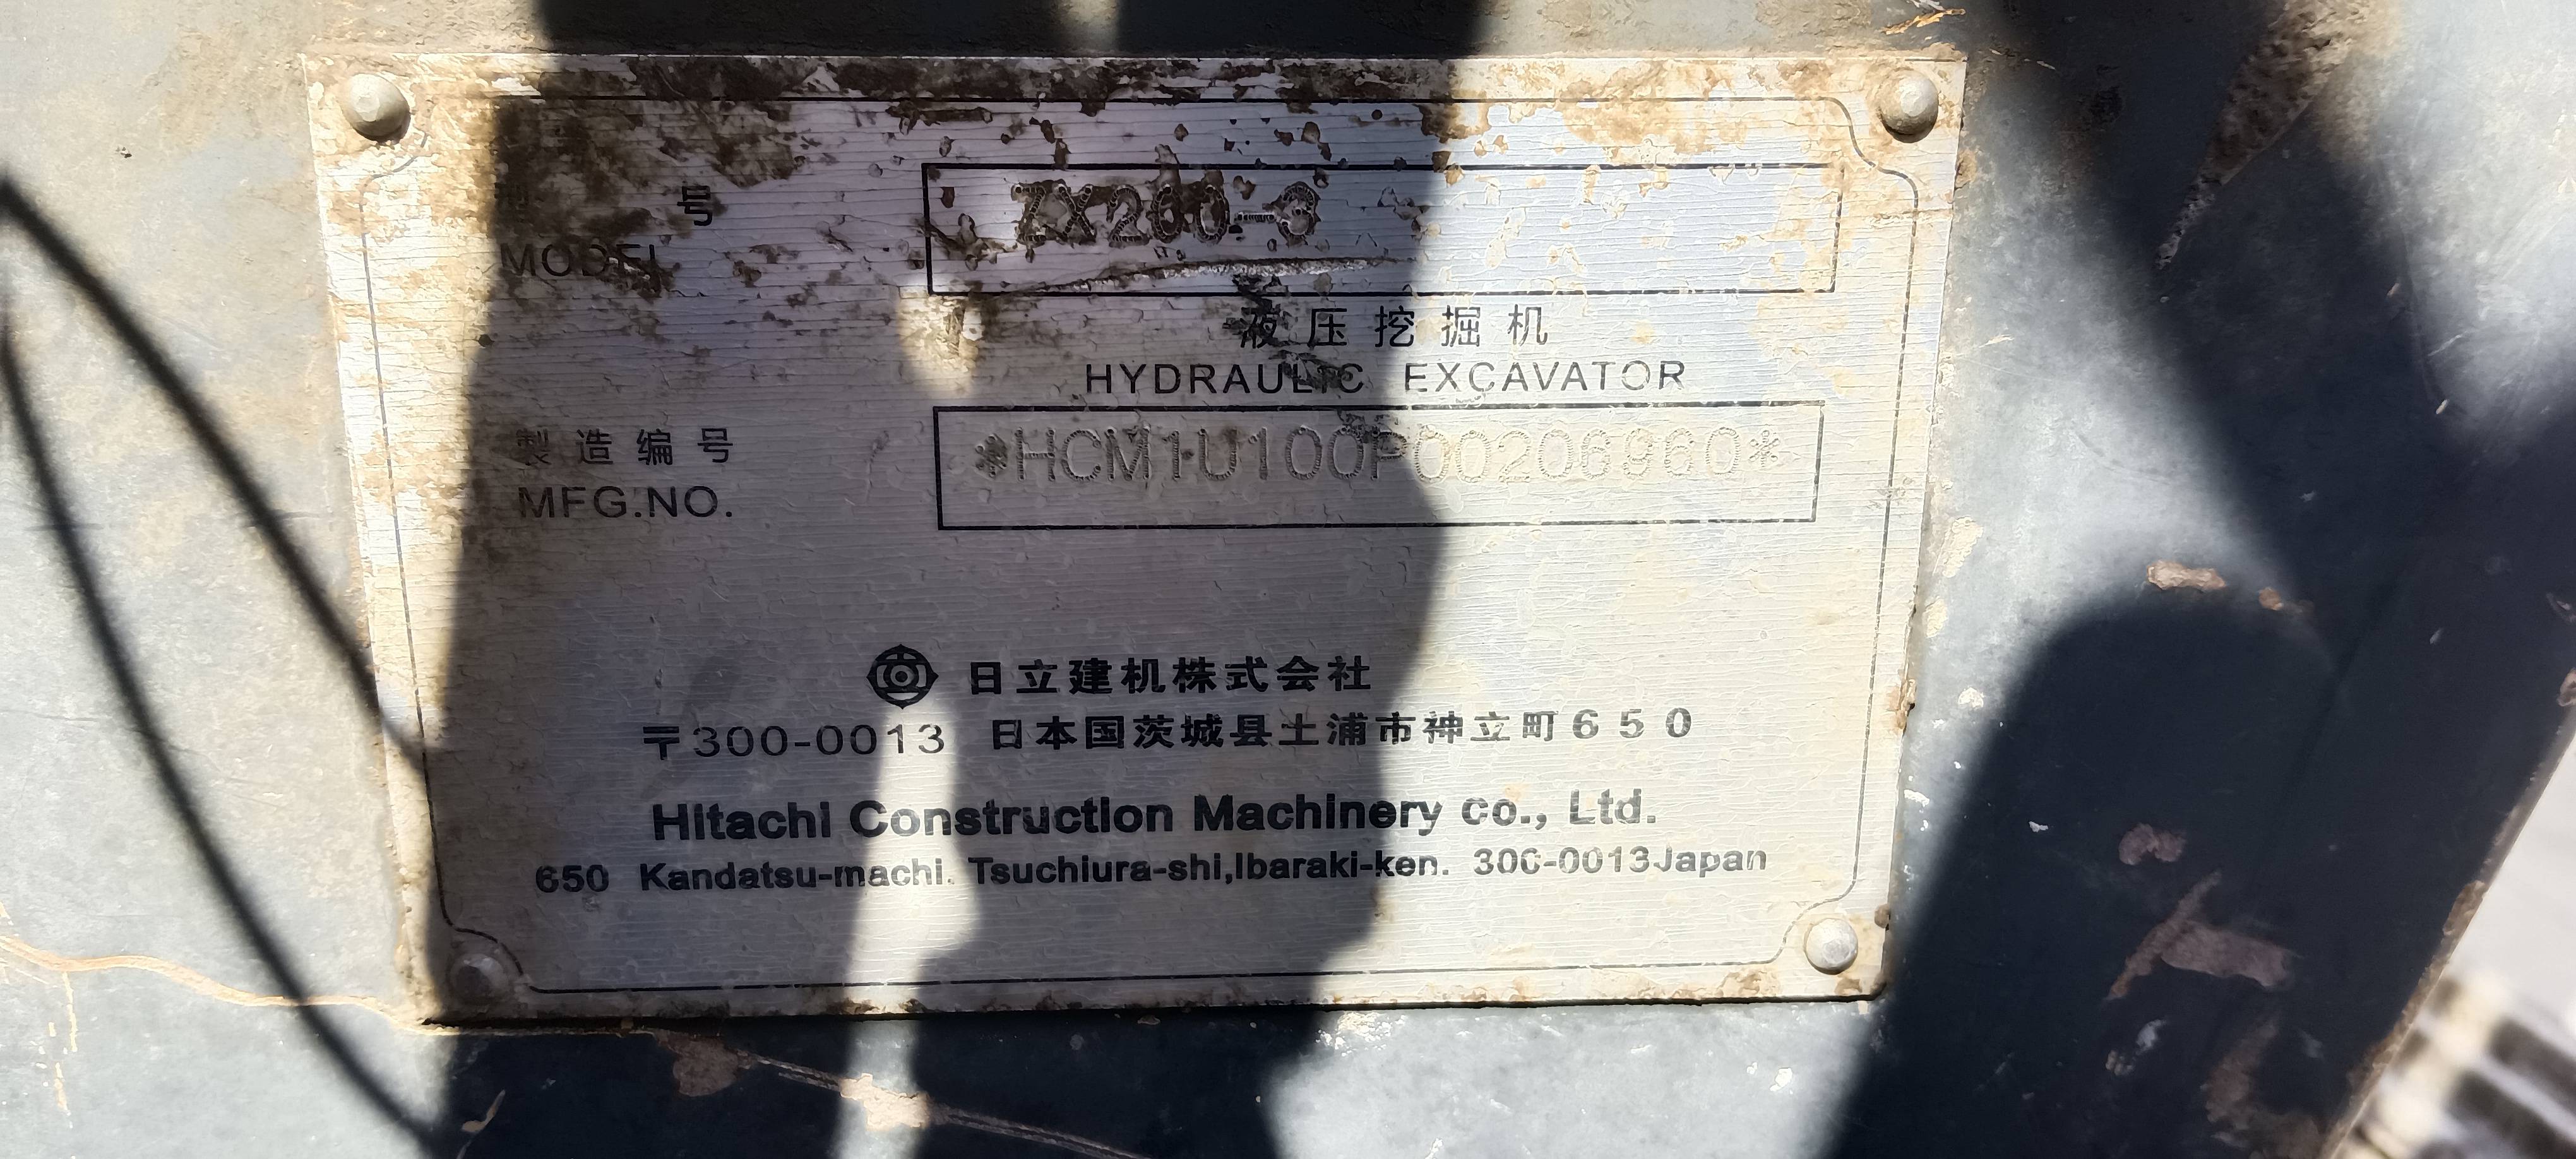 号
MODEL
ZX200-3
液压挖掘机
HYDRAULIC EXCAVATOR
製造编号
MFG.NO.
*HCM1U100P00206960*
日立建机株式会社
〒300-0013 日本国茨城县土浦市神立町650
Hitachi Construction Machinery co., Ltd.
650 Kandatsu-machi. Tsuchiura-shi,Ibaraki-ken. 300-0013Japan